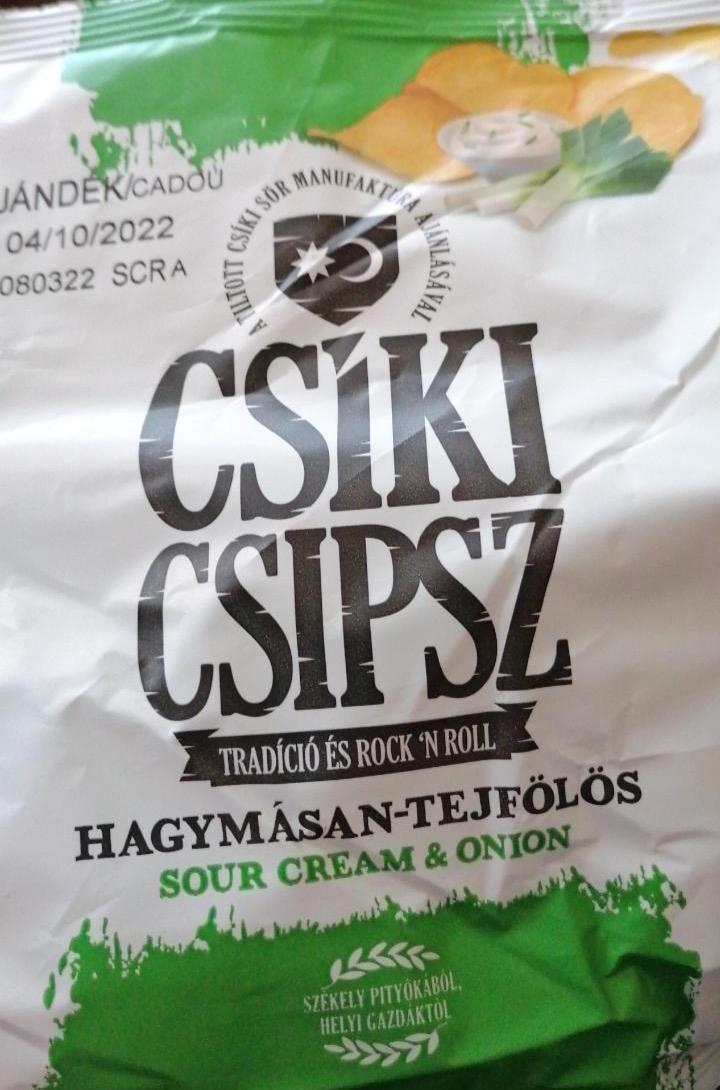 JÁNDÉK/CADOU
04/10/2022
080322 SCRA
A TILTOTT CSÍKI SÖR MANUFAKTÚRA AJÁNLÁSÁVAL
CSÍKI
CSIPSZ
TRADÍCIÓ ÉS ROCK 'N ROLL
HAGYMÁSAN-TEJFÖLÖS
SOUR CREAM & ONION
SZÉKELY PITYÓKÁBÓL,
HELYI GAZDÁKTÓL